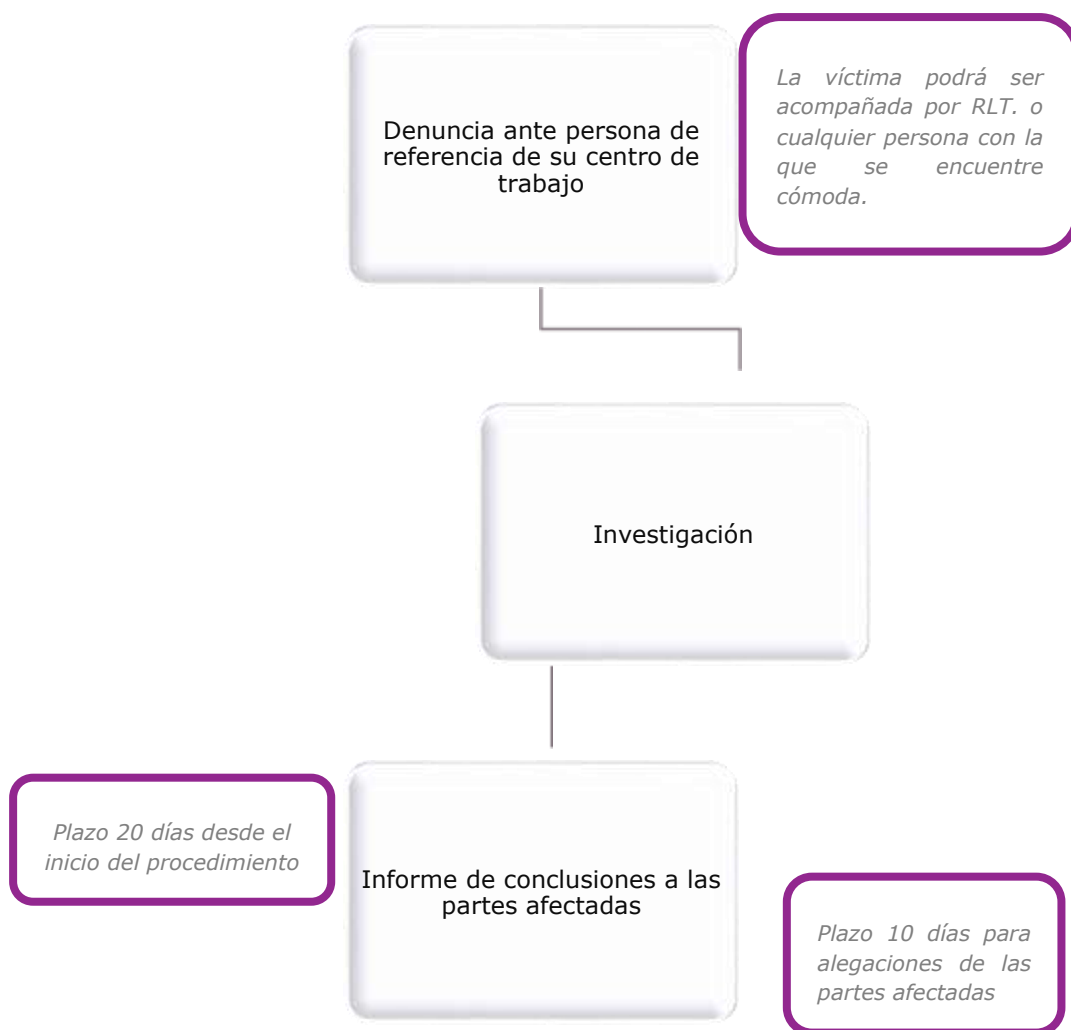 Denuncia ante persona de
referencia de su centro de
trabajo
La víctima podrá ser
acompañada por RLT. o
cualquier persona con la
que se encuentre
cómoda.
Investigación
Plazo 20 días desde el
inicio del procedimiento
Informe de conclusiones a las
partes afectadas
Plazo 10 días para
alegaciones de las
partes afectadas